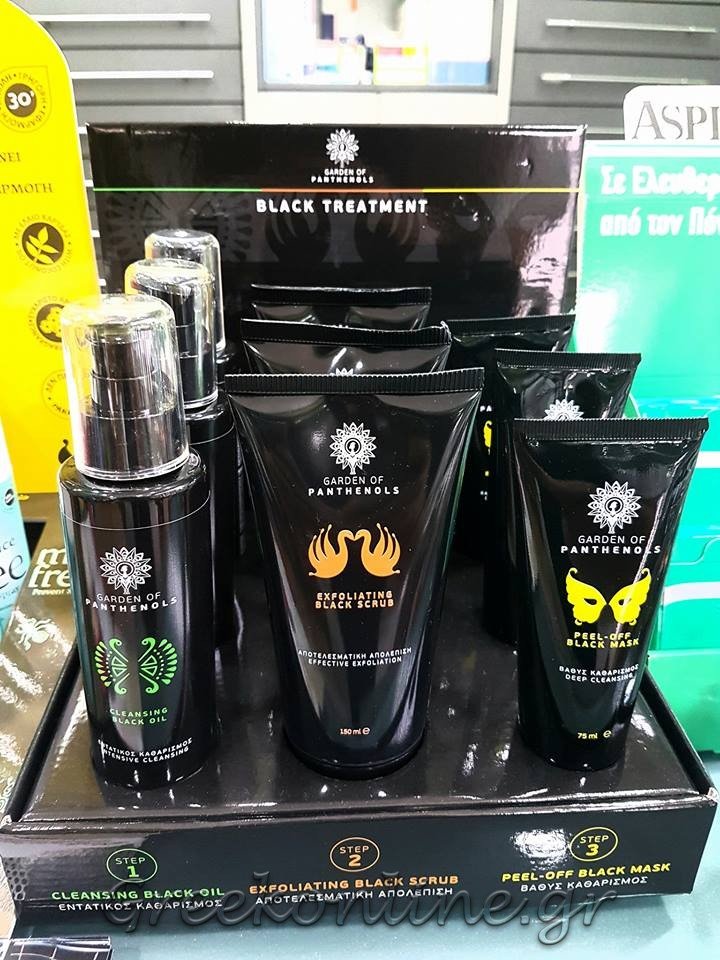 GARDEN OF
PANTHENOLS
BLACK TREATMENT
30'
ΡΜΟΓΗ
ASPI
Σε Ελευθερ
από τον Πό
GARDEN OF
PANTHENOLS
CLEANSING
BLACK OIL
ΕΝΤΑΤΙΚΟΣ ΚΑΘΑΡΙΣΜΟΣ
INTENSIVE CLEANSING
GARDEN OF
PANTHENOLS
EXFOLIATING
BLACK SCRUB
ΑΠΟΤΕΛΕΣΜΑΤΙΚΗ ΑΠΟΛΕΠΙΣΗ
EFFECTIVE EXFOLIATION
150 ml e
GARDEN OF
PANTHENOLS
PEEL-OFF
BLACK MASK
ΒΑΘΥΣ ΚΑΘΑΡΙΣΜΟΣ
DEEP CLEANSING
75 ml e
STEP
1
CLEANSING BLACK OIL
ΕΝΤΑΤΙΚΟΣ ΚΑΘΑΡΙΣΜΟΣ
STEP
2
EXFOLIATING BLACK SCRUB
ΑΠΟΤΕΛΕΣΜΑΤΙΚΗ ΑΠΟΛΕΠΙΣΗ
STEP
3
PEEL-OFF BLACK MASK
ΒΑΘΥΣ ΚΑΘΑΡΙΣΜΟΣ
greekonline.gr